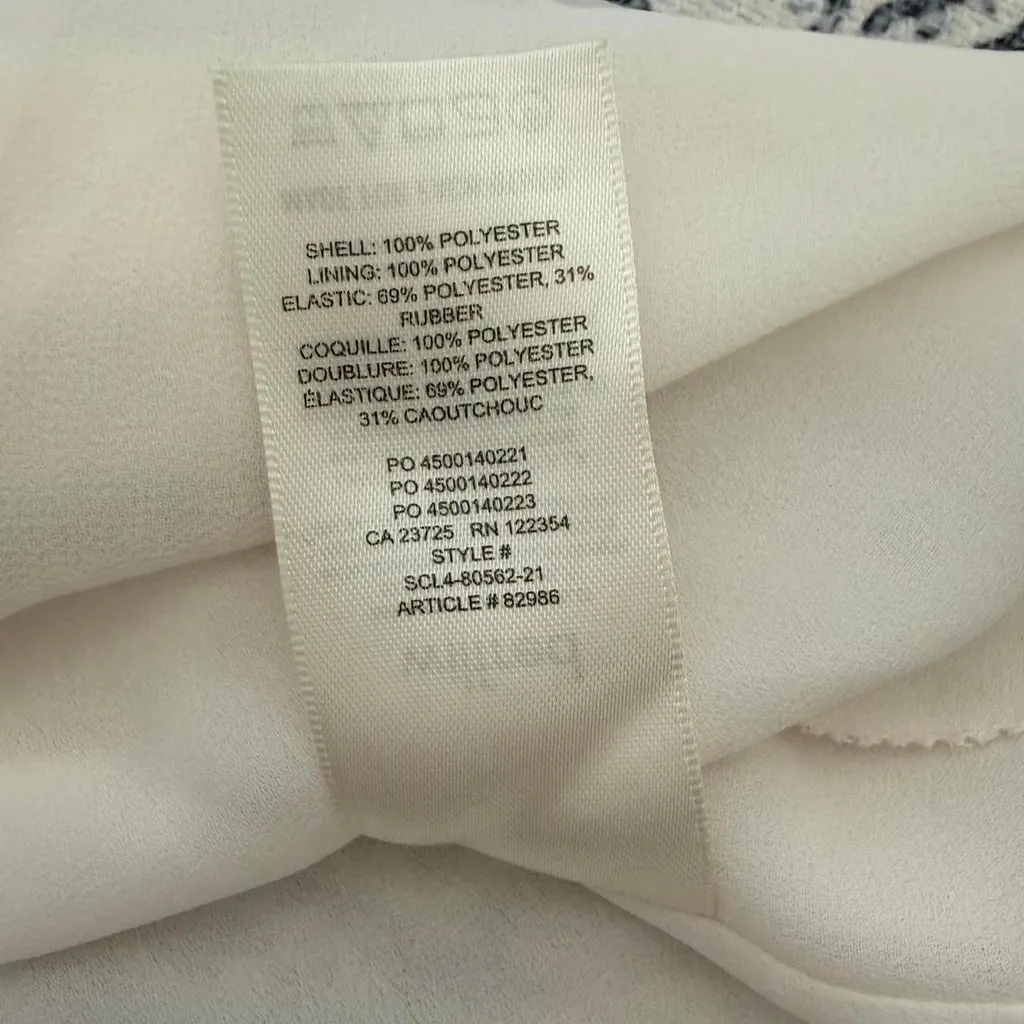 SHELL: 100% POLYESTER
LINING: 100% POLYESTER
ELASTIC: 69% POLYESTER, 31%
RUBBER
COQUILLE: 100% POLYESTER
DOUBLURE: 100% POLYESTER
ÉLASTIQUE: 69% POLYESTER,
31% CAOUTCHOUC
PO 4500140221
PO 4500140222
PO 4500140223
CA 23725 RN 122354
STYLE #
SCL4-80562-21
ARTICLE # 82986